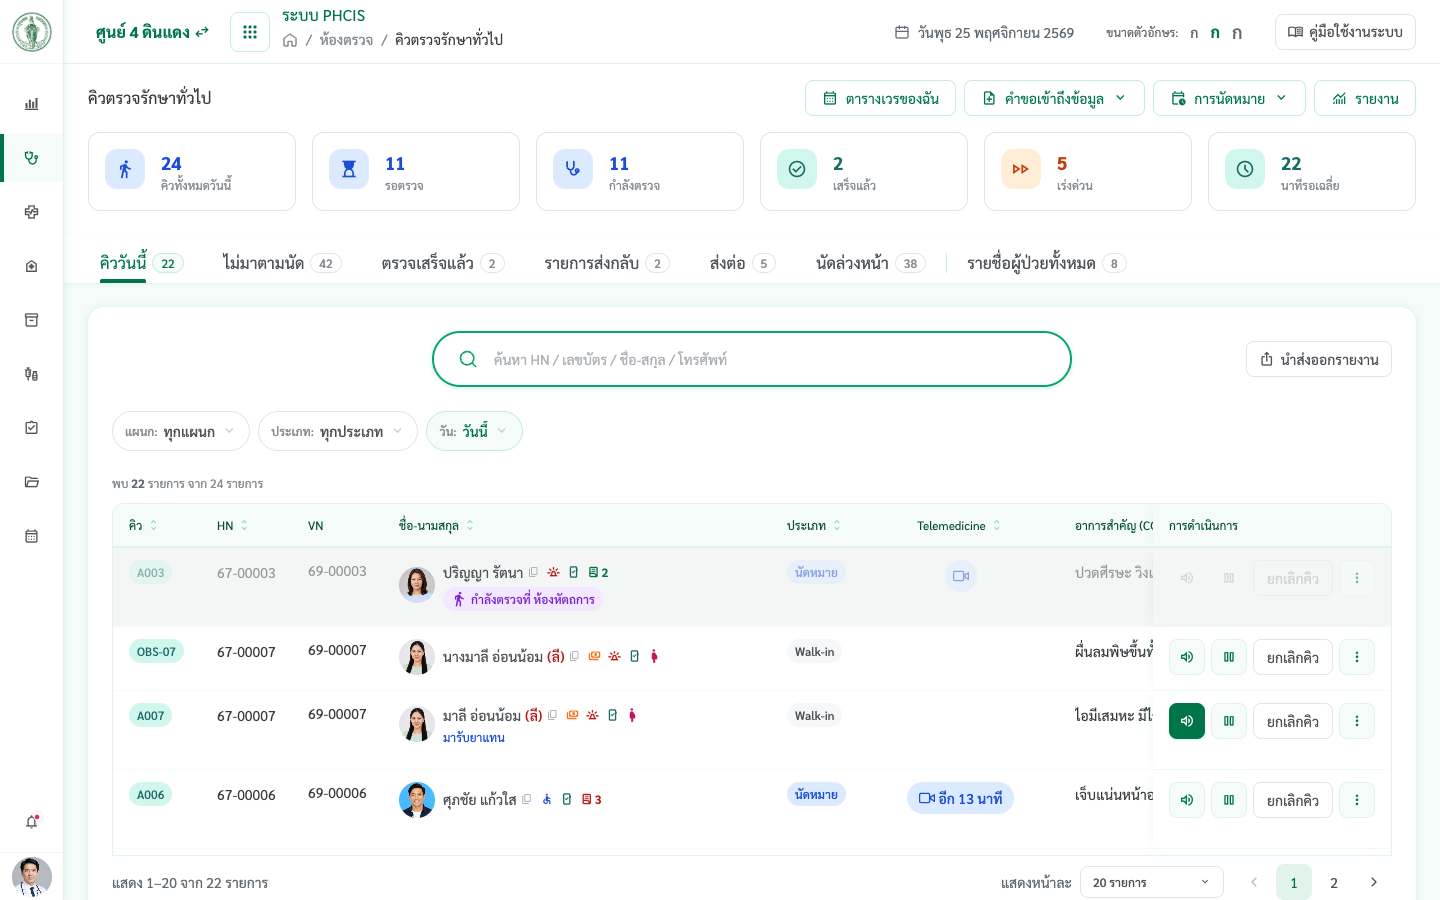 ศูนย์ 4 ดินแดง
ระบบ PHCIS
/ ห้องตรวจ / คิวตรวจรักษาทั่วไป
วันพุธ 25 พฤศจิกายน 2569
ขนาดตัวอักษร: ก ก ก
คู่มือใช้งานระบบ
คิวตรวจรักษาทั่วไป
ตารางเวรของฉัน
คำขอเข้าถึงข้อมูล
การนัดหมาย
รายงาน
24
คิวทั้งหมดวันนี้
11
รอตรวจ
11
กำลังตรวจ
2
เสร็จแล้ว
5
เร่งด่วน
22
นาทีรอเฉลี่ย
คิววันนี้ 22
ไม่มาตามนัด 42
ตรวจเสร็จแล้ว 2
รายการส่งกลับ 2
ส่งต่อ 5
นัดล่วงหน้า 38
รายชื่อผู้ป่วยทั้งหมด 8
ค้นหา HN / เลขบัตร / ชื่อ-สกุล / โทรศัพท์
นำส่งออกรายงาน
แผนก: ทุกแผนก
ประเภท: ทุกประเภท
วัน: วันนี้
พบ 22 รายการ จาก 24 รายการ
คิว HN VN ชื่อ-นามสกุล ประเภท Telemedicine อาการสำคัญ (CC การดำเนินการ
A003 67-00003 69-00003 ปริญญา รัตนา 2 นัดหมาย ปวดศีรษะ วิงเ ยกเลิกคิว
กำลังตรวจที่ ห้องหัตถการ
OBS-07 67-00007 69-00007 นางมาลี อ่อนน้อม (ลี) Walk-in ผื่นลมพิษขึ้นทั ยกเลิกคิว
A007 67-00007 69-00007 มาลี อ่อนน้อม (ลี) Walk-in ไอมีเสมหะ มีไ ยกเลิกคิว
มารับยาแทน
A006 67-00006 69-00006 ศุภชัย แก้วใส 3 นัดหมาย อีก 13 นาที เจ็บแน่นหน้าอ ยกเลิกคิว
แสดง 1–20 จาก 22 รายการ
แสดงหน้าละ 20 รายการ
1 2